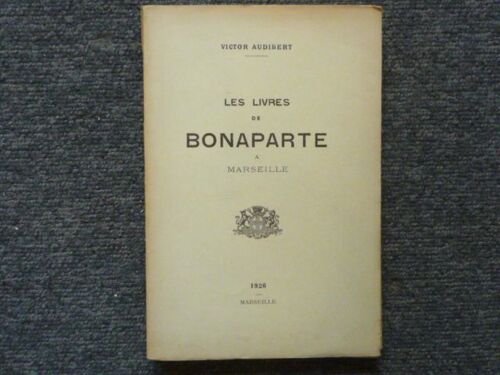 VICTOR AUDIBERT
LES LIVRES
DE
BONAPARTE
A
MARSEILLE
1926
MARSEILLE